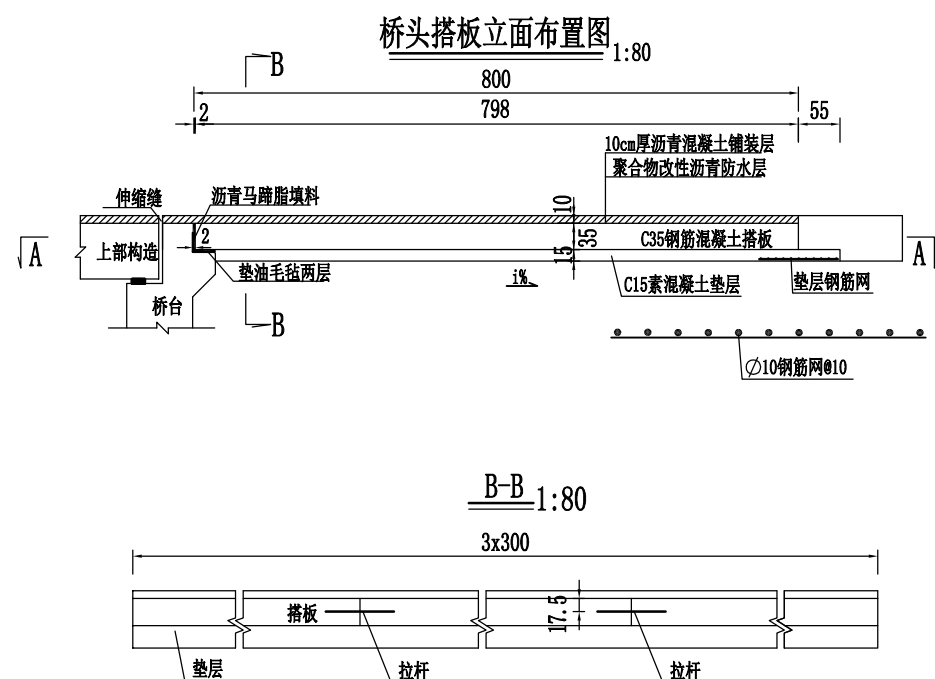 桥头搭板立面布置图
1:80
B
800
2
798
55
10cm厚沥青混凝土铺装层
聚合物改性沥青防水层
伸缩缝
沥青马蹄脂填料
10
A
上部构造
2
35
C35钢筋混凝土搭板
A
15
垫油毛毡两层
i%
C15素混凝土垫层
垫层钢筋网
桥台
B
∅10钢筋网@10
B-B
1:80
3x300
搭板
17.5
垫层
拉杆
拉杆